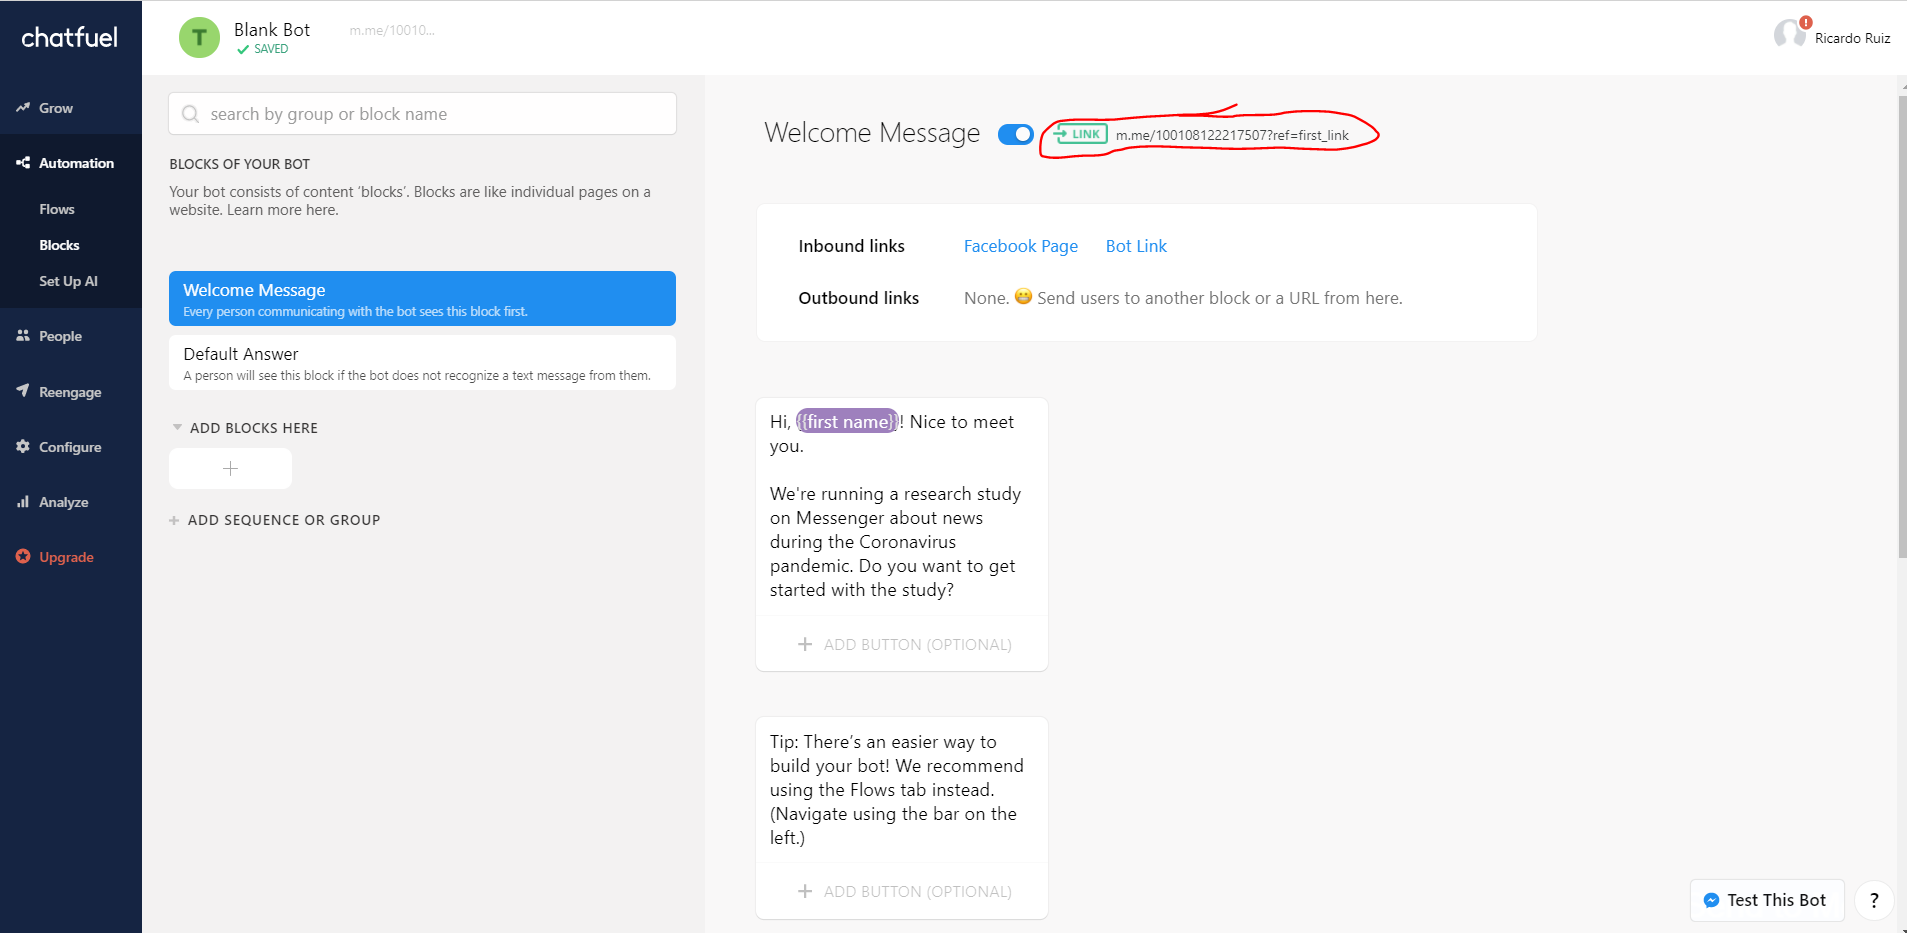 chatfuel
Grow
Automation
Flows
Blocks
Set Up AI
People
Reengage
Configure
Analyze
Upgrade
T
Blank Bot
SAVED
m.me/10010...
!
Ricardo Ruiz
search by group or block name
BLOCKS OF YOUR BOT
Your bot consists of content 'blocks'. Blocks are like individual pages on a
website. Learn more here.
Welcome Message
Every person communicating with the bot sees this block first.
Default Answer
A person will see this block if the bot does not recognize a text message from them.
ADD BLOCKS HERE
+
+ ADD SEQUENCE OR GROUP
Welcome Message
LINK
m.me/100108122217507?ref=first_link
Inbound links Facebook Page Bot Link
Outbound links None. 😬 Send users to another block or a URL from here.
Hi, {{first name}}! Nice to meet
you.
We're running a research study
on Messenger about news
during the Coronavirus
pandemic. Do you want to get
started with the study?
+ ADD BUTTON (OPTIONAL)
Tip: There's an easier way to
build your bot! We recommend
using the Flows tab instead.
(Navigate using the bar on the
left.)
+ ADD BUTTON (OPTIONAL)
Test This Bot
?